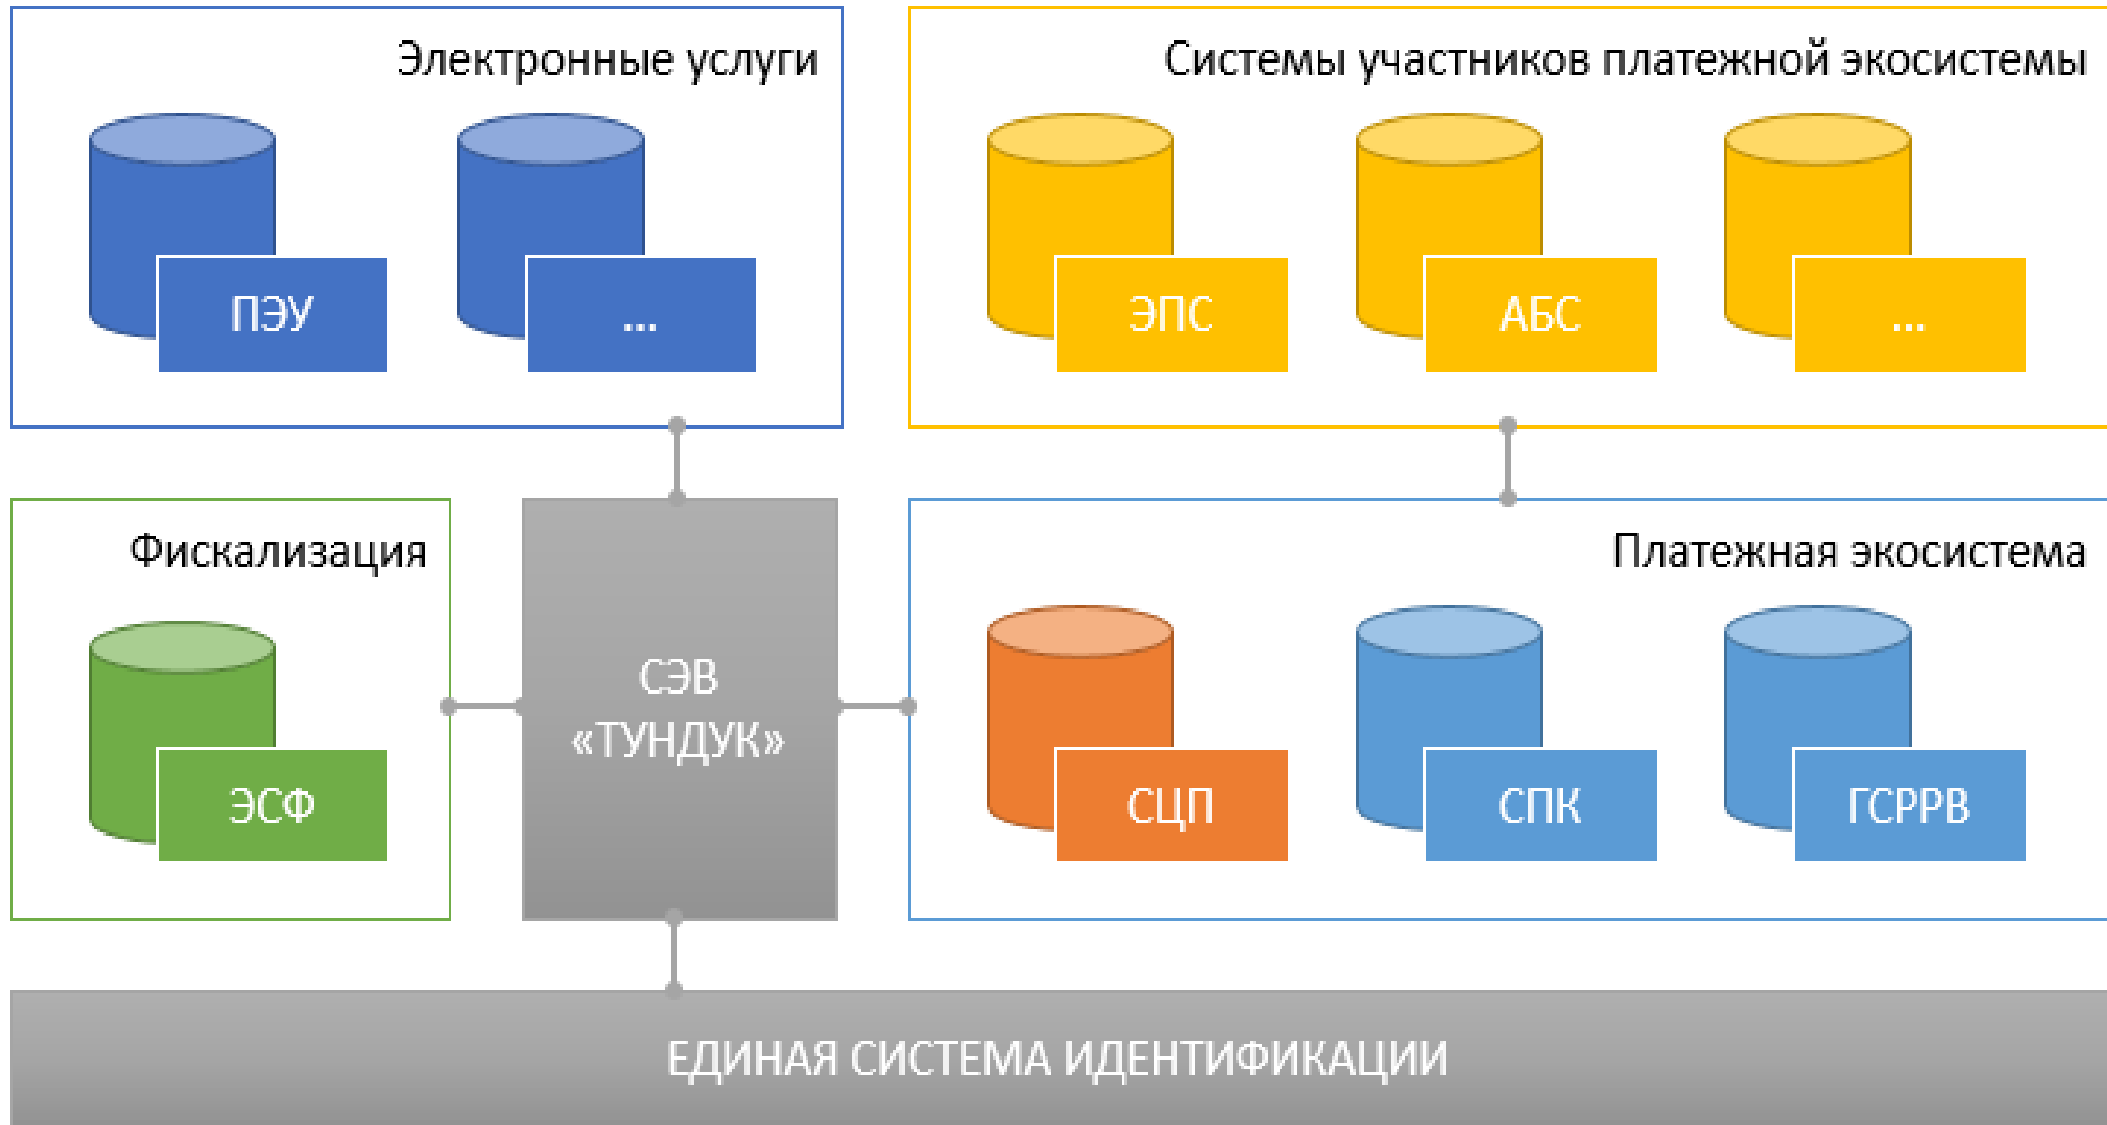 Электронные услуги
ПЭУ
...
Системы участников платежной экосистемы
ЭПС
АБС
...
Фискализация
ЭСФ
СЭВ
«ТУНДУК»
Платежная экосистема
СЦП
СПК
ГСРРВ
ЕДИНАЯ СИСТЕМА ИДЕНТИФИКАЦИИ